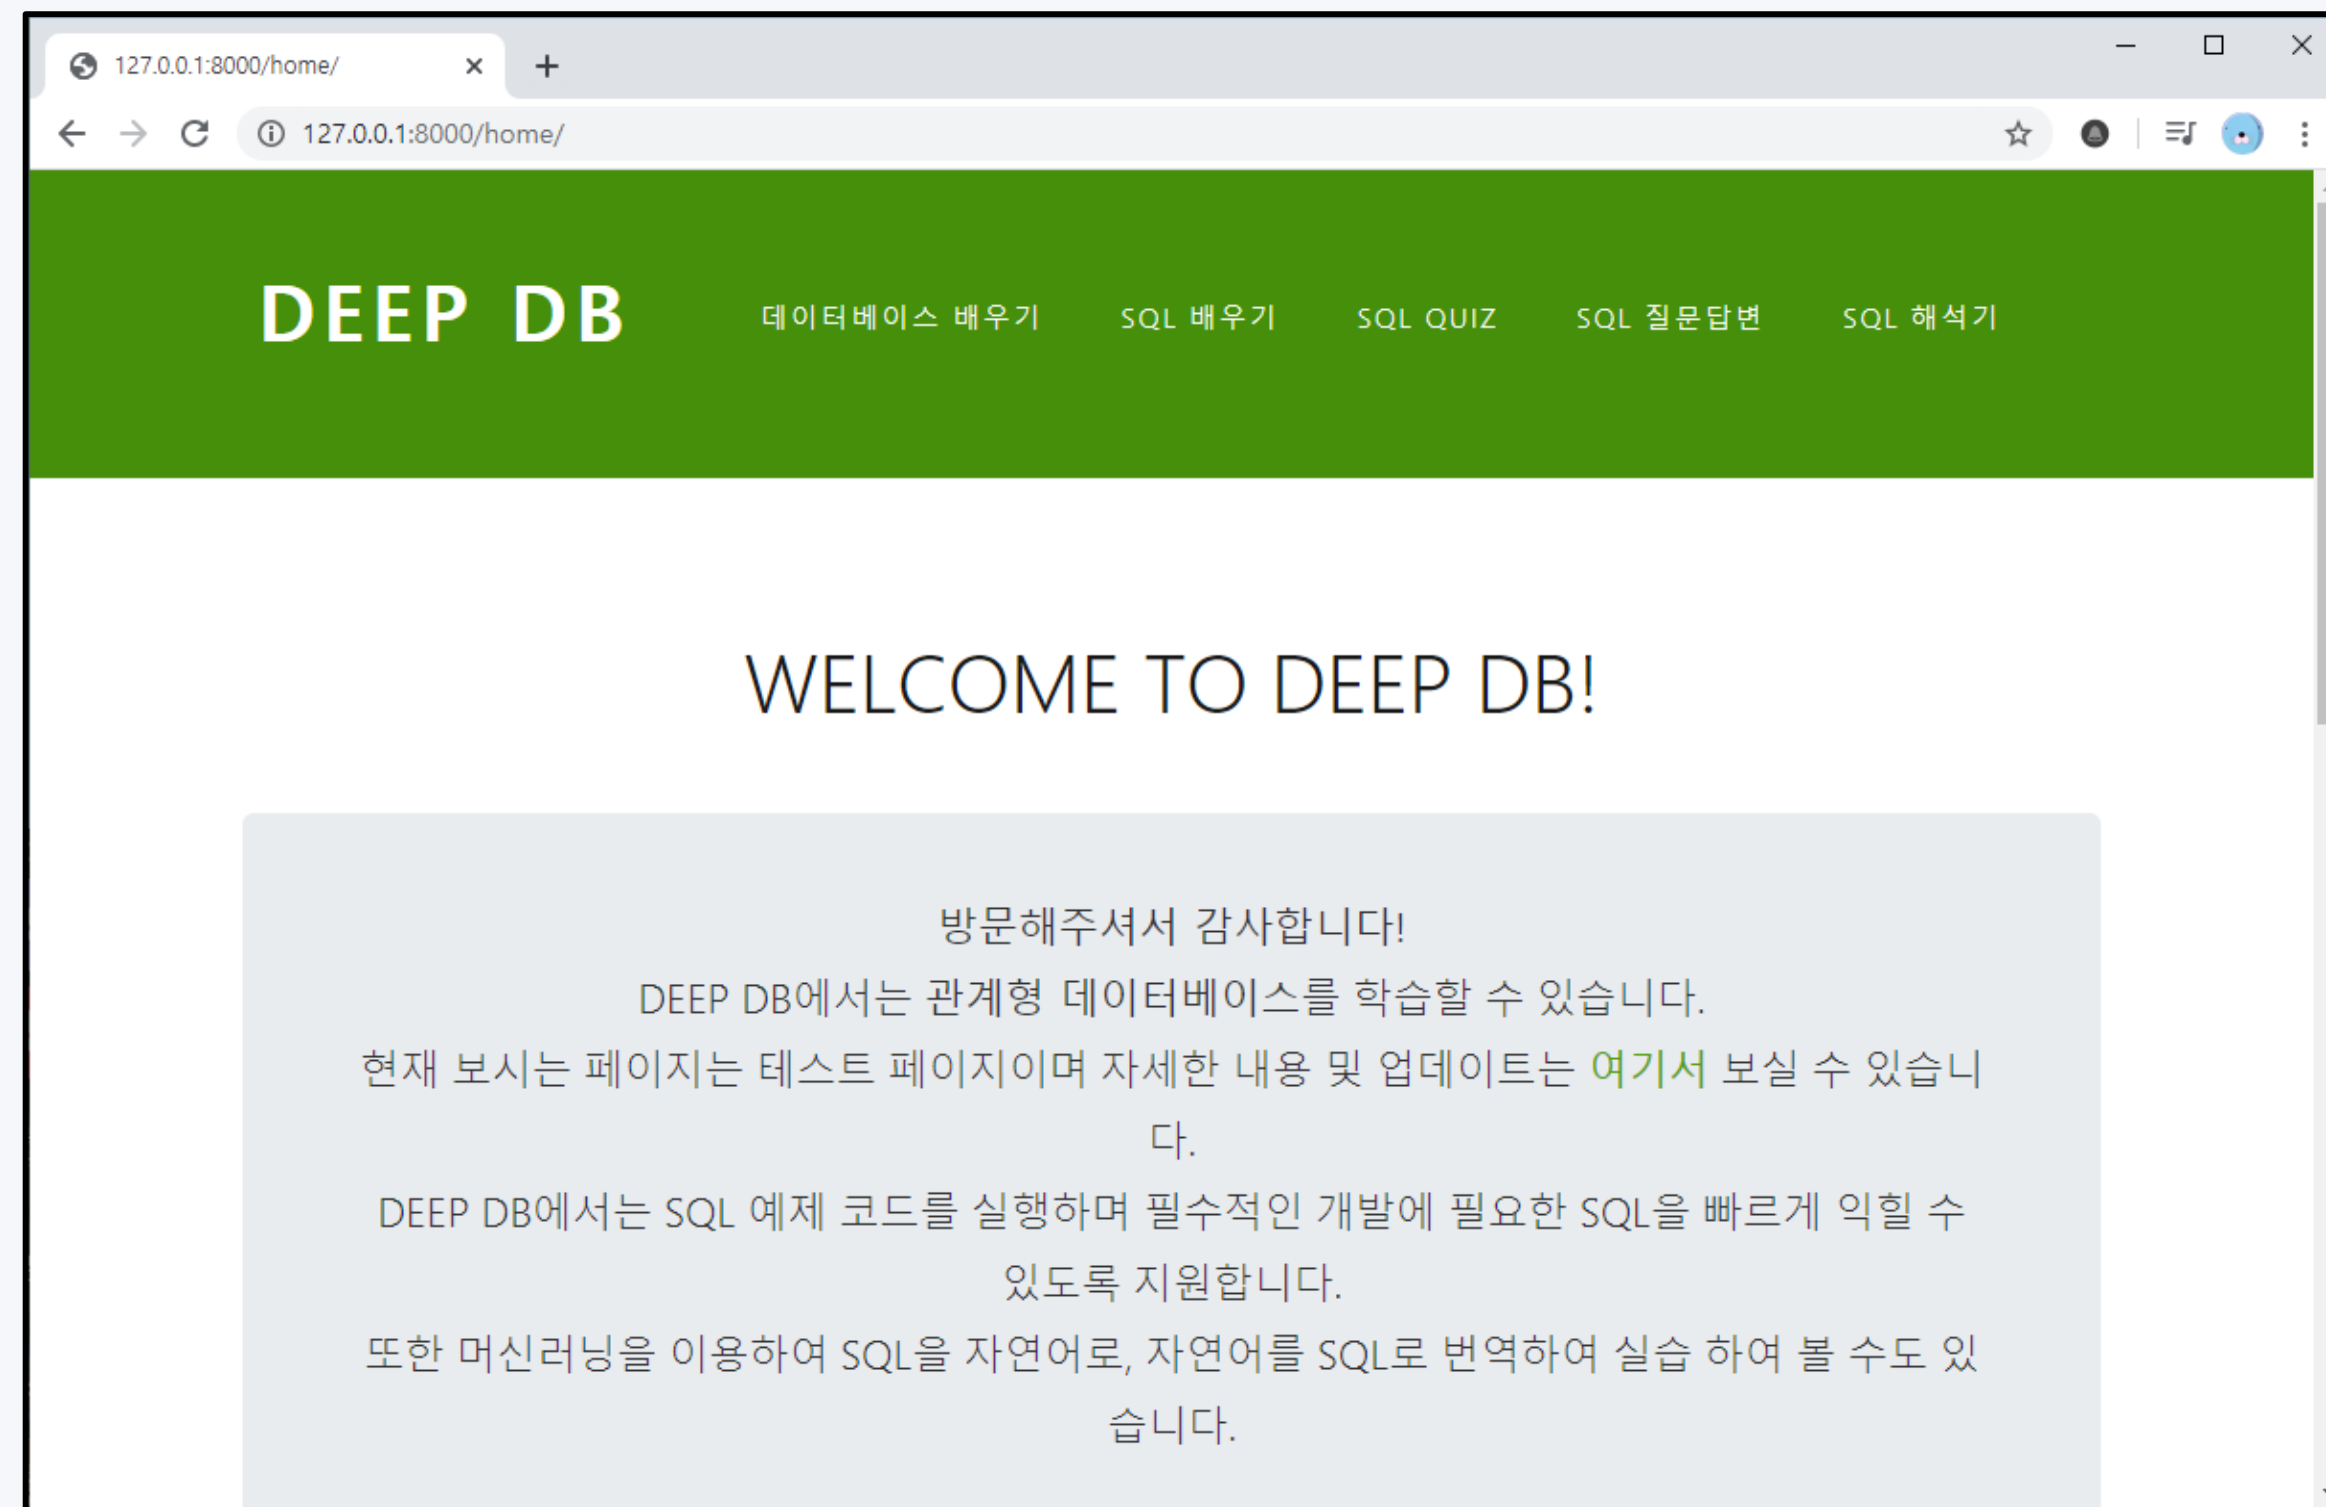 127.0.0.1:8000/home/
127.0.0.1:8000/home/
DEEP DB 데이터베이스 배우기 SQL 배우기 SQL QUIZ SQL 질문답변 SQL 해석기
WELCOME TO DEEP DB!
방문해주셔서 감사합니다!
DEEP DB에서는 관계형 데이터베이스를 학습할 수 있습니다.
현재 보시는 페이지는 테스트 페이지이며 자세한 내용 및 업데이트는 여기서 보실 수 있습니
다.
DEEP DB에서는 SQL 예제 코드를 실행하며 필수적인 개발에 필요한 SQL을 빠르게 익힐 수
있도록 지원합니다.
또한 머신러닝을 이용하여 SQL을 자연어로, 자연어를 SQL로 번역하여 실습 하여 볼 수도 있
습니다.